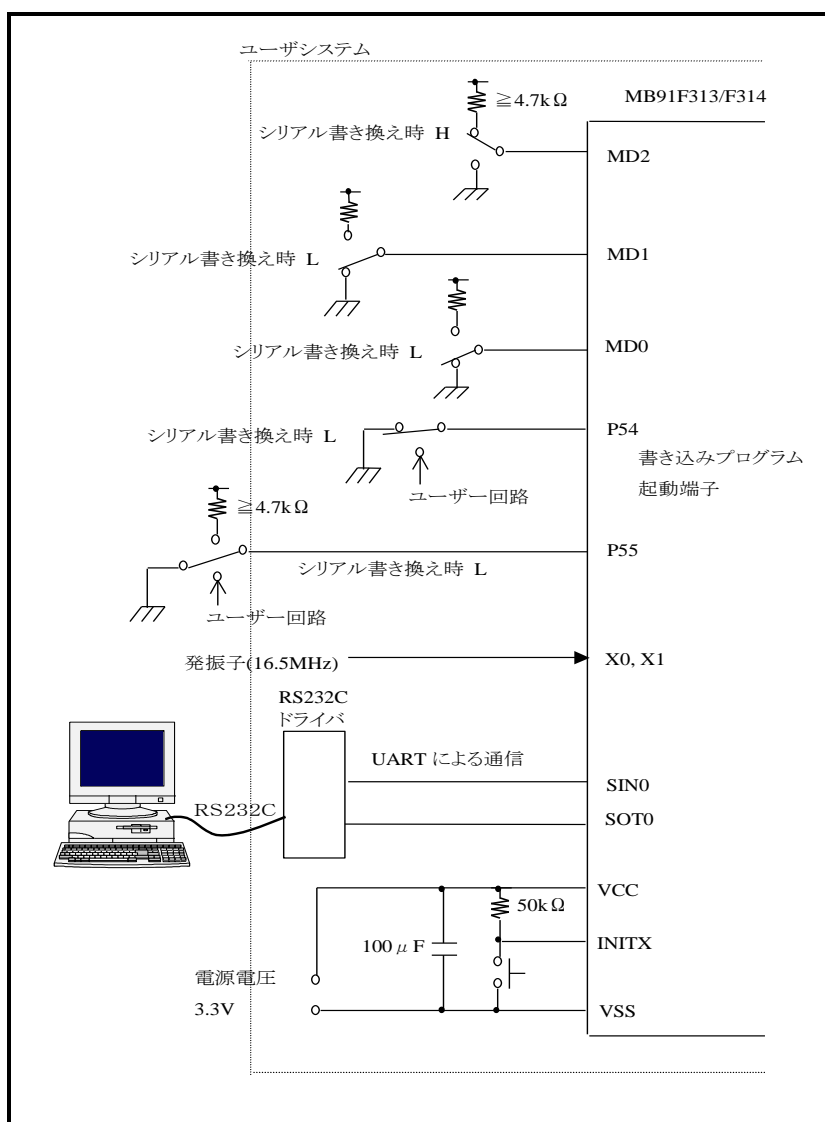 ユーザシステム
MB91F313/F314
≧4.7kΩ
シリアル書き換え時 H
MD2
シリアル書き換え時 L
MD1
シリアル書き換え時 L
MD0
シリアル書き換え時 L
P54
書き込みプログラム
起動端子
ユーザー回路
≧4.7kΩ
シリアル書き換え時 L
P55
ユーザー回路
発振子(16.5MHz)
X0, X1
RS232C
ドライバ
UART による通信
SIN0
RS232C
SOT0
VCC
50kΩ
100μF
INITX
電源電圧
3.3V
VSS